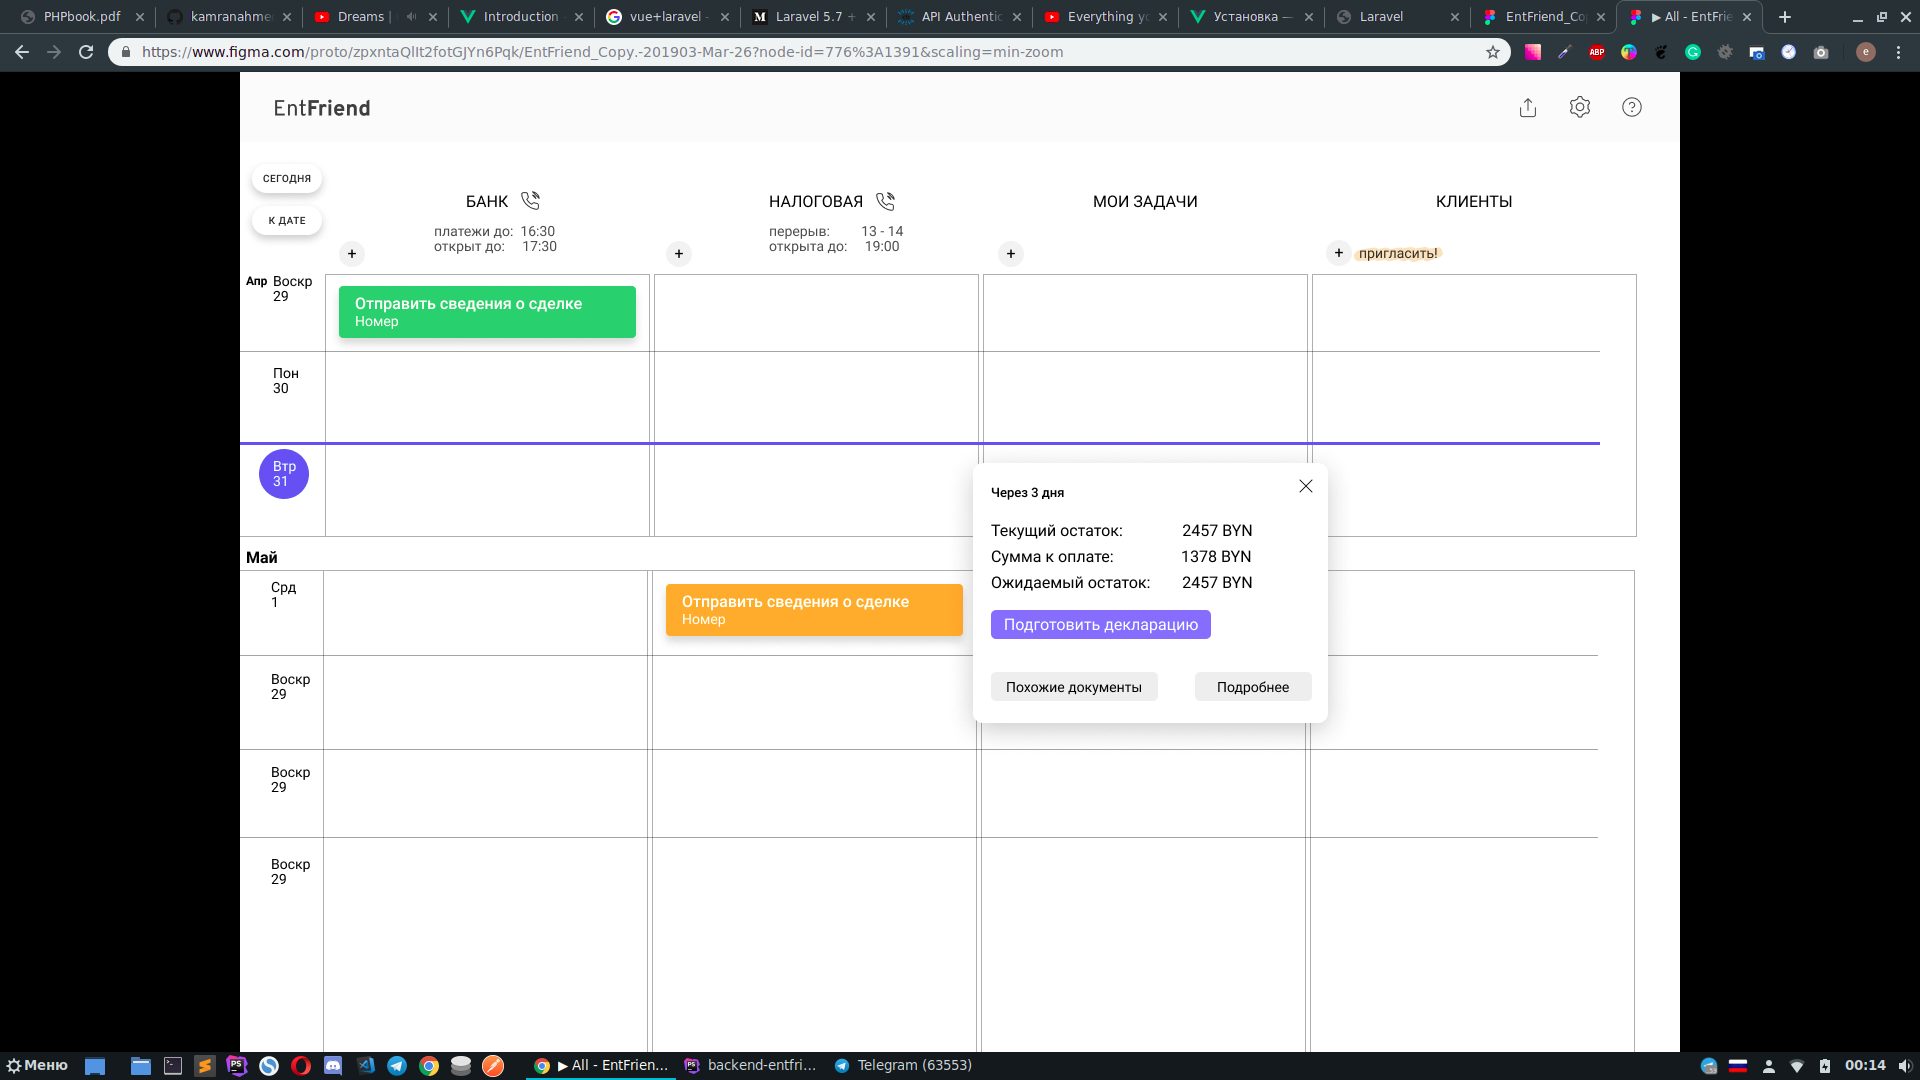 PHPbook.pdf
kamranahme
Dreams |
Introduction
vue+laravel -
Laravel 5.7 +
API Authentic
Everything yo
Установка —
Laravel
EntFriend_Co
▶ All - EntFrie
https://www.figma.com/proto/zpxntaQlIt2fotGJYn6Pqk/EntFriend_Copy.-201903-Mar-26?node-id=776%3A1391&scaling=min-zoom
ABP
e
EntFriend
СЕГОДНЯ
К ДАТЕ
БАНК
платежи до: 16:30
открыт до: 17:30
НАЛОГОВАЯ
перерыв: 13 - 14
открыта до: 19:00
МОИ ЗАДАЧИ
КЛИЕНТЫ
+
+
+
+ пригласить!
Апр Воскр
29
Отправить сведения о сделке
Номер
Пон
30
Втр
31
Через 3 дня
Текущий остаток: 2457 BYN
Сумма к оплате: 1378 BYN
Ожидаемый остаток: 2457 BYN
Подготовить декларацию
Похожие документы
Подробнее
Май
Срд
1
Отправить сведения о сделке
Номер
Воскр
29
Воскр
29
Воскр
29
Меню
PS
▶ All - EntFrien...
PS
backend-entfri...
Telegram (63553)
00:14